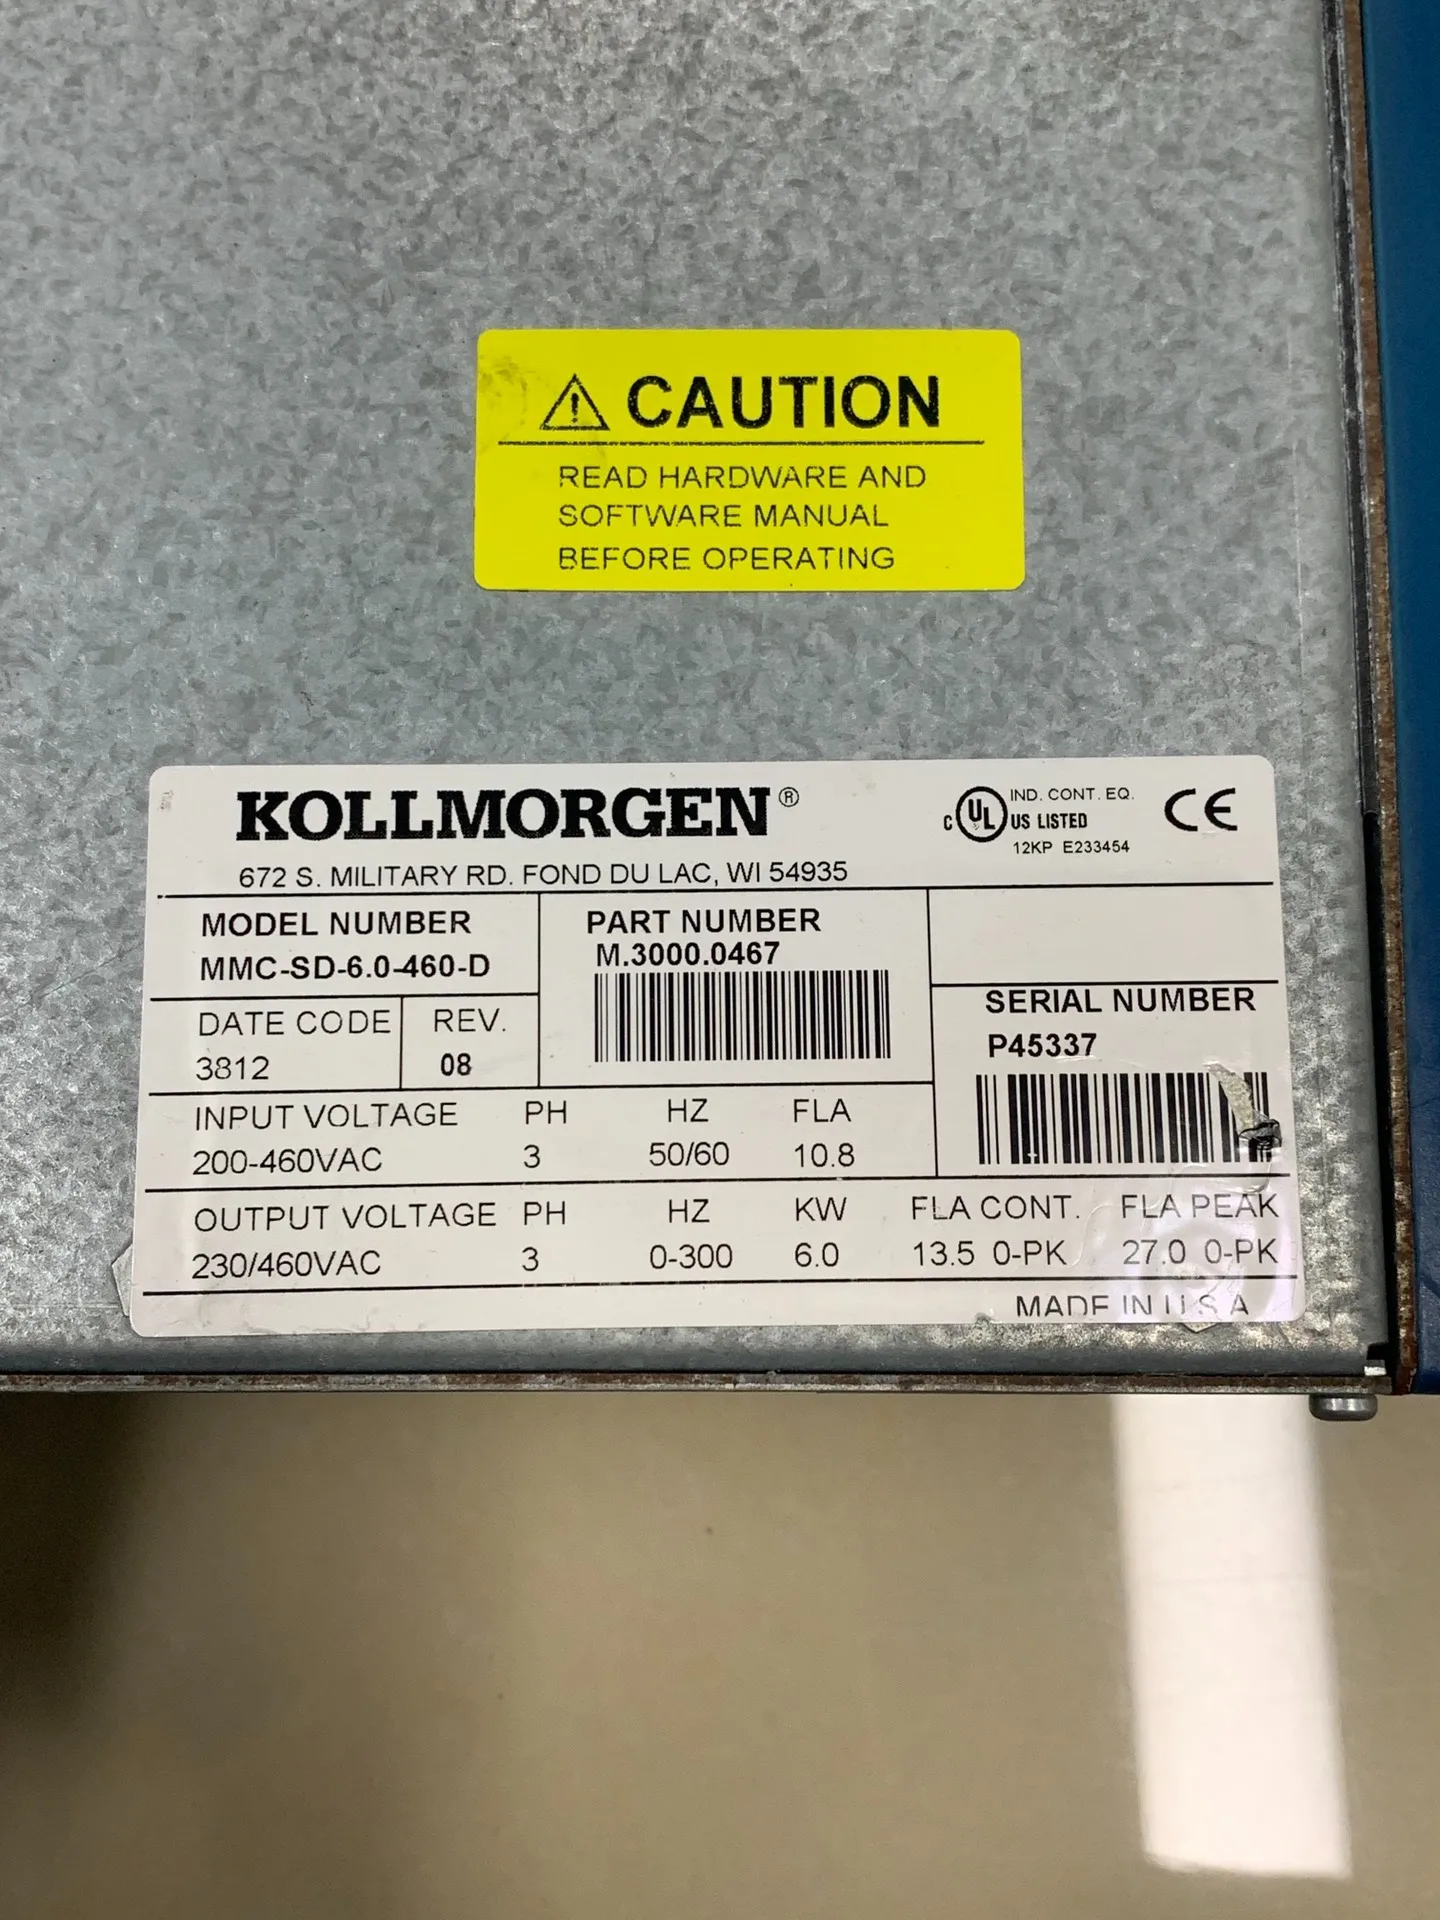 CAUTION
READ HARDWARE AND
SOFTWARE MANUAL
BEFORE OPERATING
KOLLMORGEN®
672 S. MILITARY RD. FOND DU LAC, WI 54935
C UL US LISTED
IND. CONT. EQ.
12KP E233454
CE
MODEL NUMBER
MMC-SD-6.0-460-D
PART NUMBER
M.3000.0467
DATE CODE REV.
3812 08
SERIAL NUMBER
P45337
INPUT VOLTAGE PH HZ FLA
200-460VAC 3 50/60 10.8
OUTPUT VOLTAGE PH HZ KW FLA CONT. FLA PEAK
230/460VAC 3 0-300 6.0 13.5 0-PK 27.0 0-PK
MADE IN U.S.A